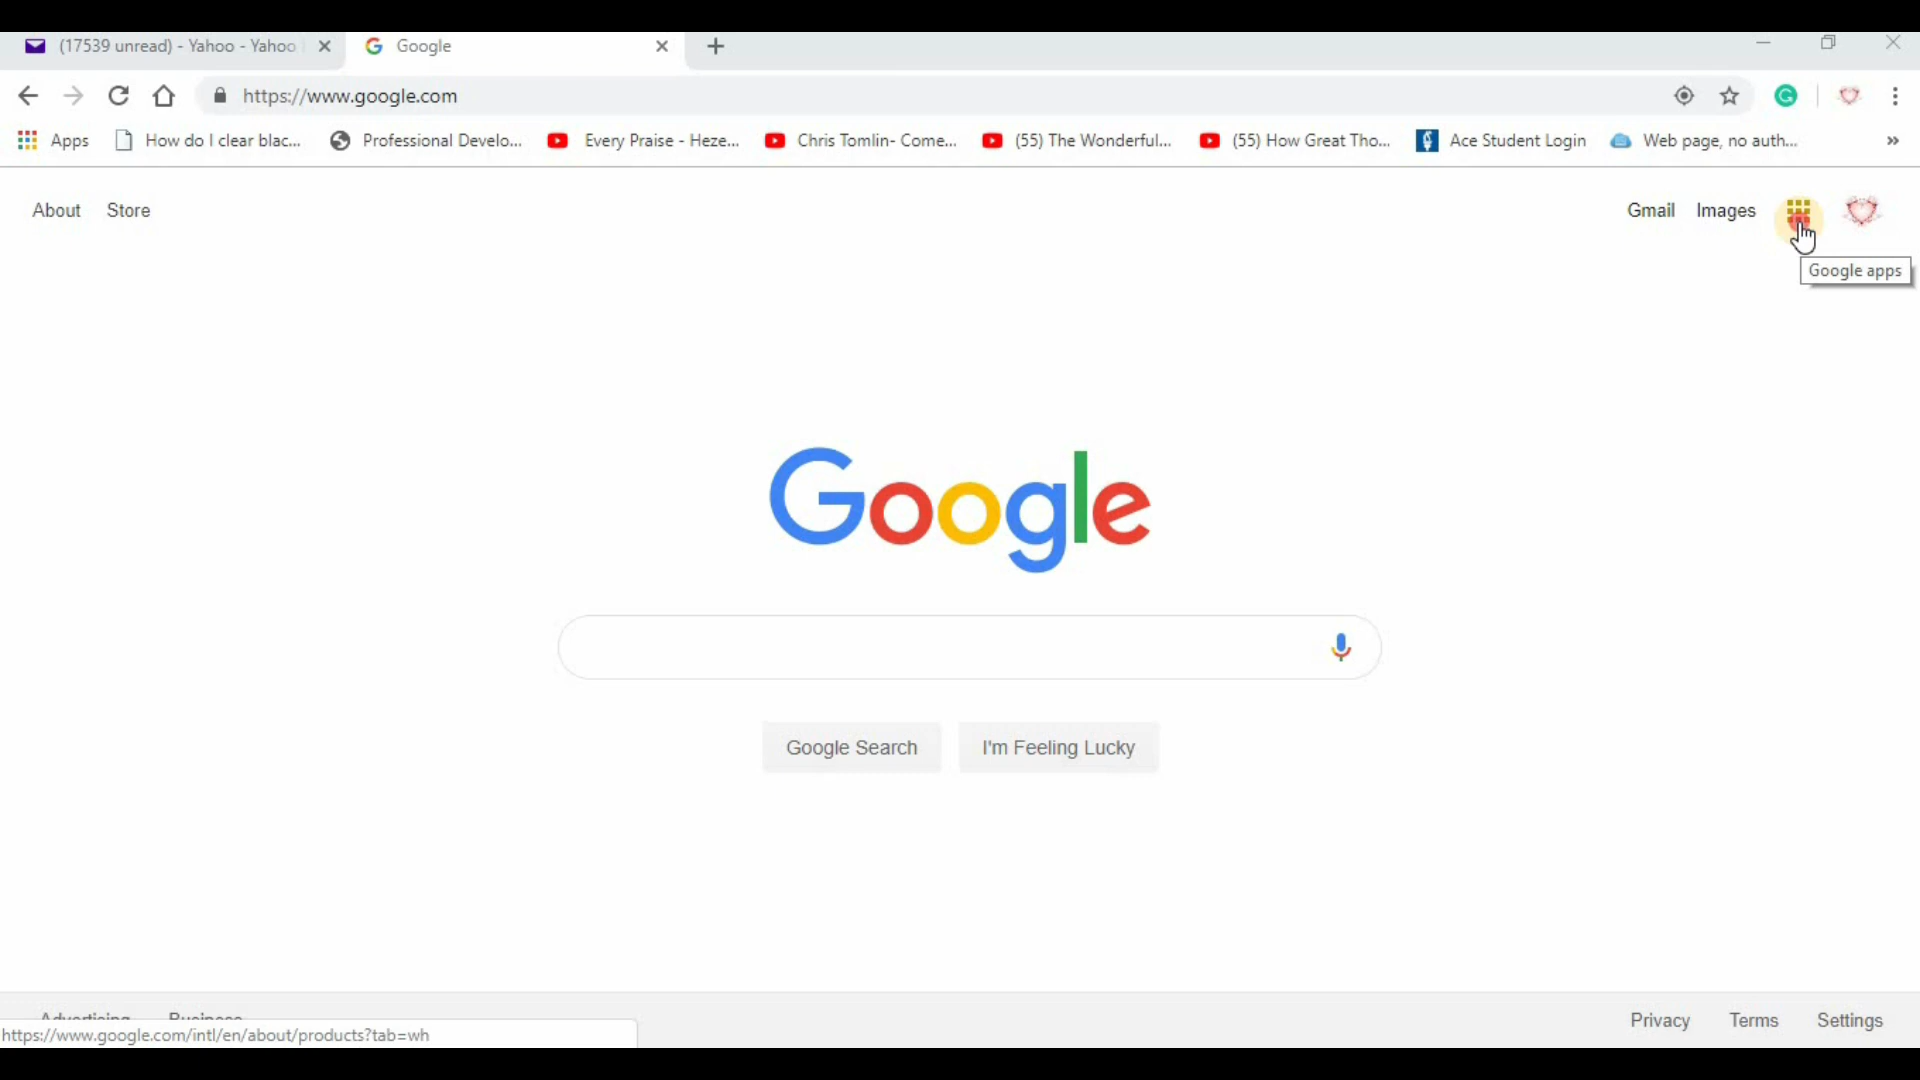 (17539 unread) - Yahoo - Yahoo
Google
https://www.google.com
Apps
How do I clear blac...
Professional Develo...
Every Praise - Heze...
Chris Tomlin- Come...
(55) The Wonderful...
(55) How Great Tho...
Ace Student Login
Web page, no auth...
»
About
Store
Gmail
Images
Google apps
Google
Google Search
I'm Feeling Lucky
Advertising
Business
Privacy
Terms
Settings
https://www.google.com/intl/en/about/products?tab=wh